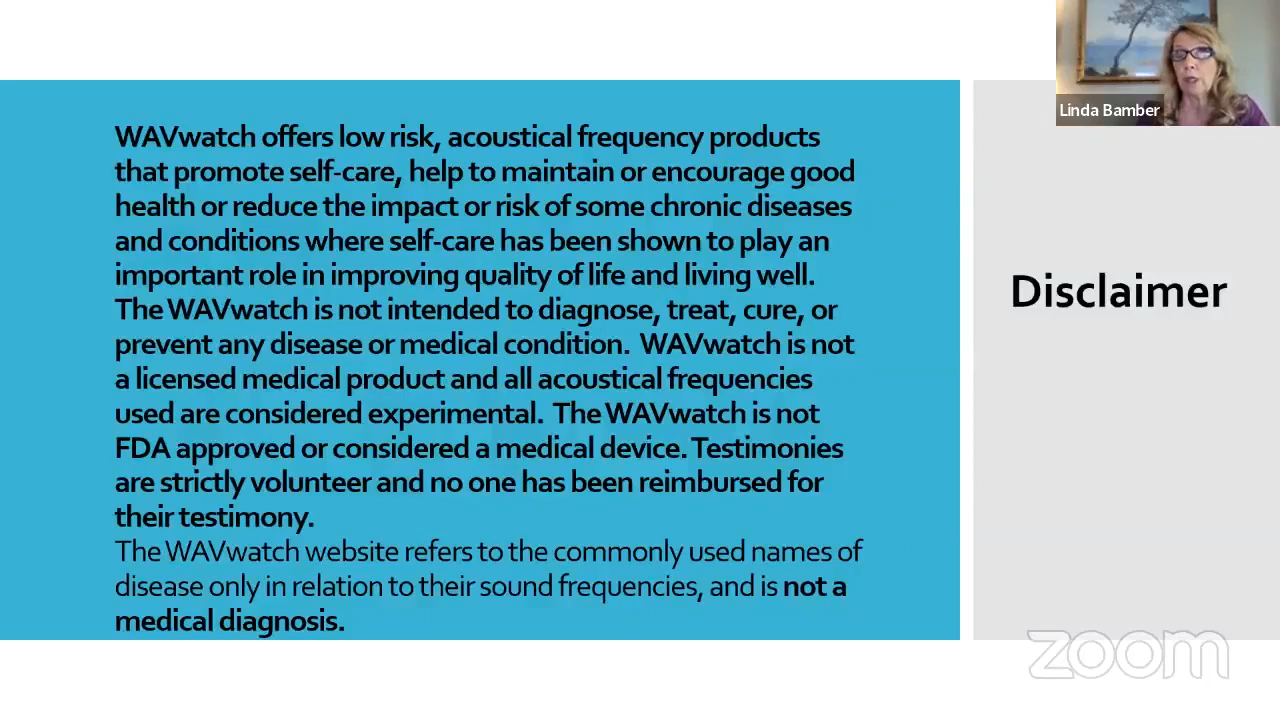 WAVwatch offers low risk, acoustical frequency products
that promote self-care, help to maintain or encourage good
health or reduce the impact or risk of some chronic diseases
and conditions where self-care has been shown to play an
important role in improving quality of life and living well.
The WAVwatch is not intended to diagnose, treat, cure, or
prevent any disease or medical condition.  WAVwatch is not
a licensed medical product and all acoustical frequencies
used are considered experimental.  The WAVwatch is not
FDA approved or considered a medical device. Testimonies
are strictly volunteer and no one has been reimbursed for
their testimony.
The WAVwatch website refers to the commonly used names of
disease only in relation to their sound frequencies, and is not a
medical diagnosis.
Disclaimer
Linda Bamber
zoom